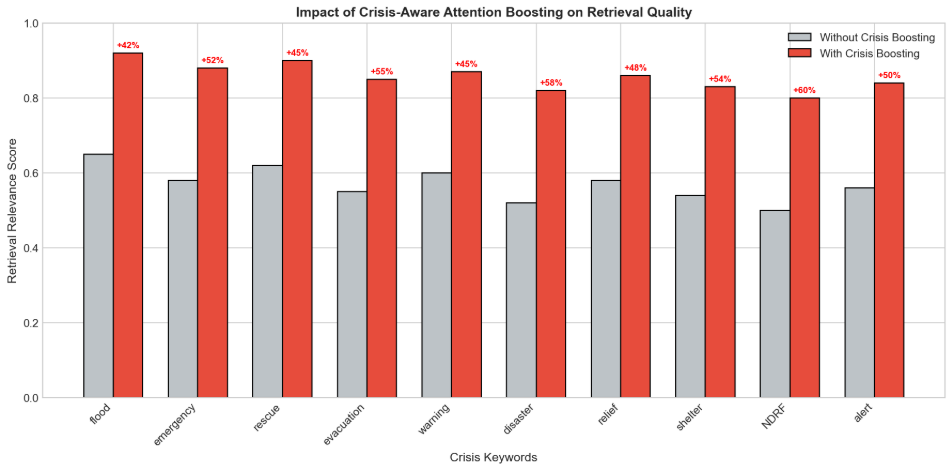 Impact of Crisis-Aware Attention Boosting on Retrieval Quality
Without Crisis Boosting
With Crisis Boosting
+42%
+52%
+45%
+55%
+45%
+58%
+48%
+54%
+60%
+50%
1.0
0.8
0.6
0.4
0.2
0.0
Retrieval Relevance Score
flood
emergency
rescue
evacuation
warning
disaster
relief
shelter
NDRF
alert
Crisis Keywords